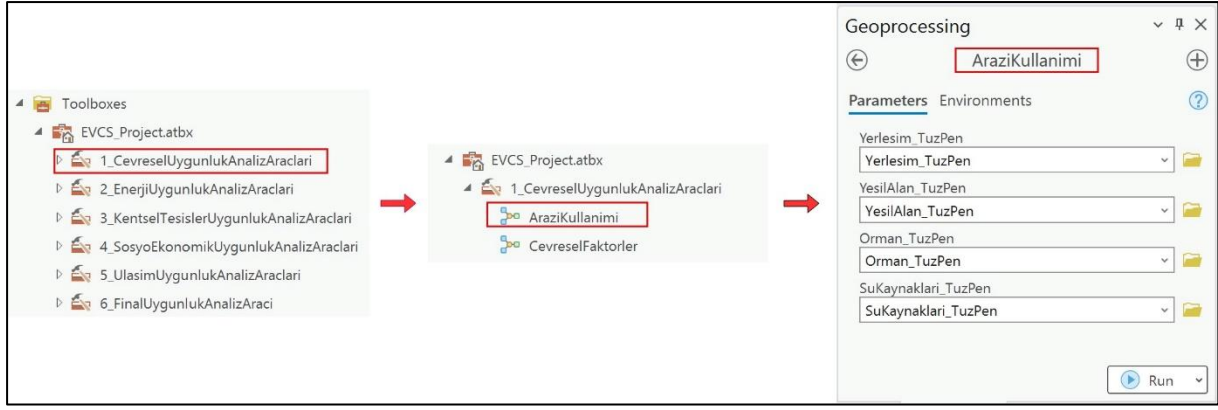 Toolboxes
EVCS_Project.atbx
1_CevreselUygunlukAnalizAraclari
2_EnerjiUygunlukAnalizAraclari
3_KentselTesislerUygunlukAnalizAraclari
4_SosyoEkonomikUygunlukAnalizAraclari
5_UlasimUygunlukAnalizAraclari
6_FinalUygunlukAnalizAraci
EVCS_Project.atbx
1_CevreselUygunlukAnalizAraclari
AraziKullanimi
CevreselFaktorler
Geoprocessing
AraziKullanimi
Parameters Environments
Yerlesim_TuzPen
Yerlesim_TuzPen
YesilAlan_TuzPen
YesilAlan_TuzPen
Orman_TuzPen
Orman_TuzPen
SuKaynaklari_TuzPen
SuKaynaklari_TuzPen
Run